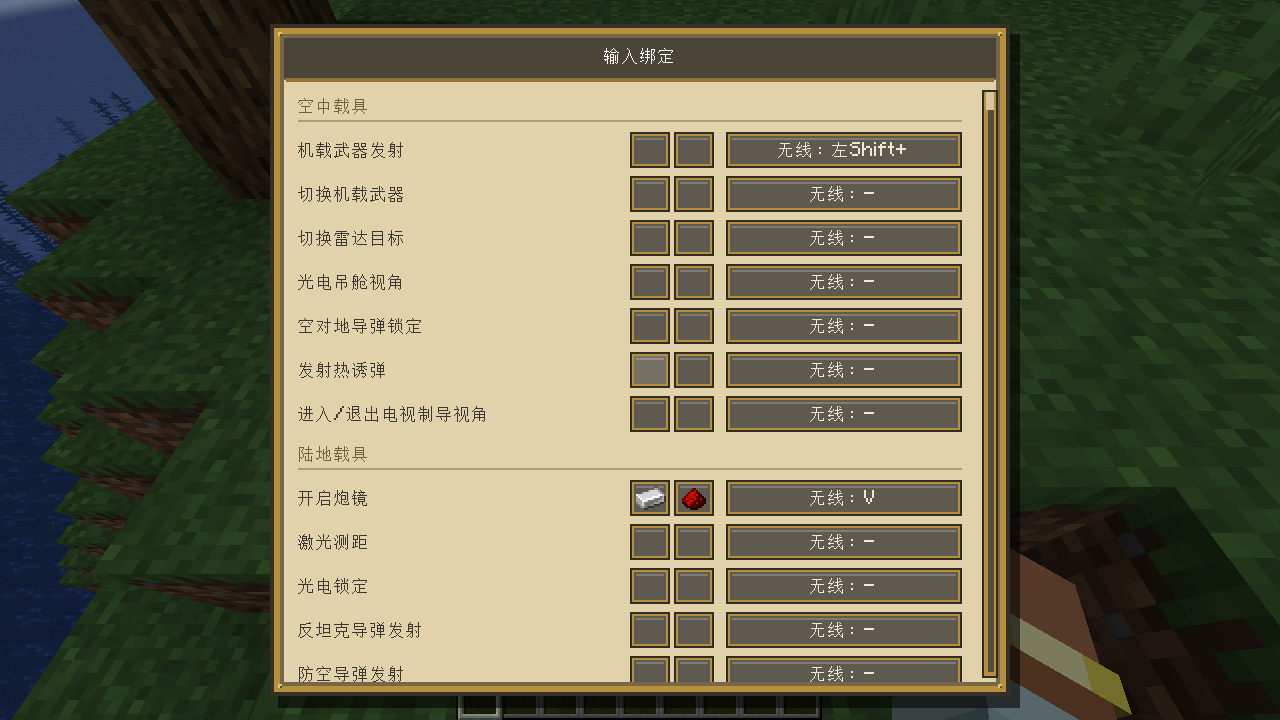 输入绑定
空中载具
机载武器发射 无线：左Shift+
切换机载武器 无线：-
切换雷达目标 无线：-
光电吊舱视角 无线：-
空对地导弹锁定 无线：-
发射热诱弹 无线：-
进入/退出电视制导视角 无线：-
陆地载具
开启炮镜 无线：V
激光测距 无线：-
光电锁定 无线：-
反坦克导弹发射 无线：-
防空导弹发射 无线：-